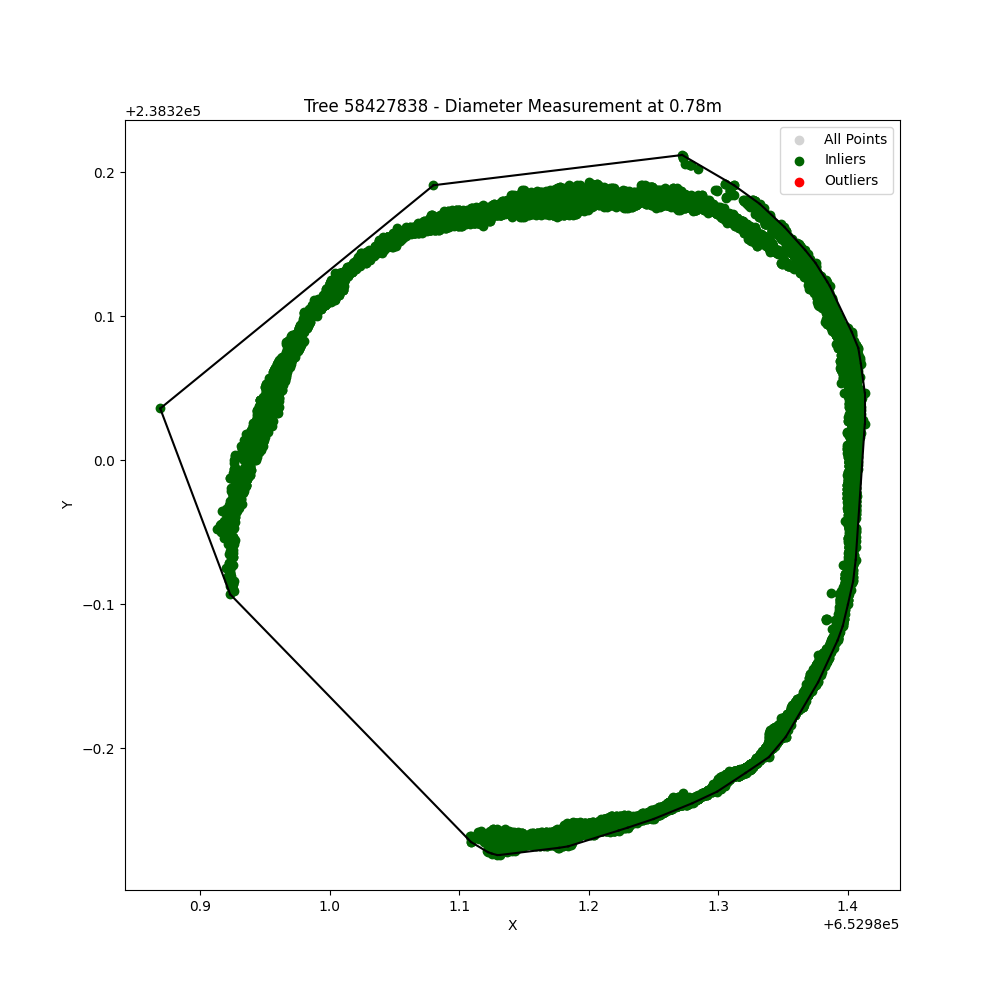 Tree 58427838 - Diameter Measurement at 0.78m
+2.3832e5
All Points
Inliers
Outliers
0.2
0.1
0.0
−0.1
−0.2
Y
0.9 1.0 1.1 1.2 1.3 1.4
X
+6.5298e5